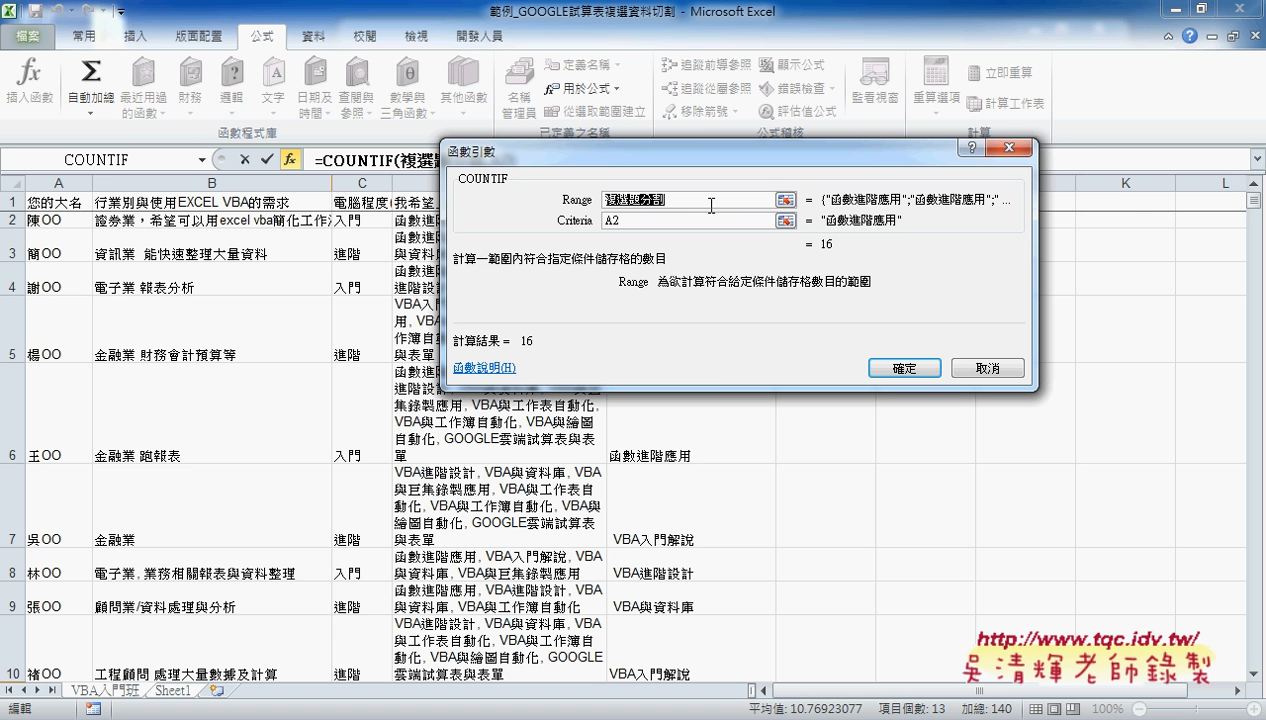 範例_GOOGLE試算表複選資料切割 - Microsoft Excel
檔案 常用 插入 版面配置 公式 資料 校閱 檢視 開發人員
插入函數 自動加總 最近用過的函數 財務 邏輯 文字 日期及時間 查閱與參照 數學與三角函數 其他函數 名稱管理員 定義名稱 用於公式 從選取範圍建立 追蹤前導參照 追蹤從屬參照 移除箭號 顯示公式 錯誤檢查 評估值公式 監看視窗 重算選項 立即重算 計算工作表
函數程式庫 已定義之名稱 公式稽核 計算
COUNTIF =COUNTIF(複選
函數引數
COUNTIF
Range 複選題分割 = {"函數進階應用";"函數進階應用";" ...
Criteria A2 = "函數進階應用"
= 16
計算一範圍內符合指定條件儲存格的數目
Range 為欲計算符合給定條件儲存格數目的範圍
計算結果 = 16
函數說明(H) 確定 取消
A B C K L
1 您的大名 行業別與使用EXCEL VBA的需求 電腦程度 我希望
2 陳OO 證券業，希望可以用excel vba簡化工作 入門 函數進
3 簡OO 資訊業 能快速整理大量資料 進階 函數進 與資料
4 謝OO 電子業 報表分析 入門 函數進 進階設
5 楊OO 金融業 財務會計預算等 進階 VBA入 用, VBA 作簿自 與表單
6 王OO 金融業 跑報表 入門 函數進階
集錄製應用, VBA與工作表自動化,
VBA與工作簿自動化, VBA與繪圖
自動化, GOOGLE雲端試算表與表
單 函數進階應用
7 吳OO 金融業 進階 VBA進階設計, VBA與資料庫, VBA
與巨集錄製應用, VBA與工作表自
動化, VBA與工作簿自動化, VBA與
繪圖自動化, GOOGLE雲端試算表
與表單 VBA入門解說
8 林OO 電子業, 業務相關報表與資料整理 入門 函數進階應用, VBA入門解說, VBA
與資料庫, VBA與巨集錄製應用 VBA進階設計
9 張OO 顧問業/資料處理與分析 進階 函數進階應用, VBA進階設計, VBA
與資料庫, VBA與工作簿自動化 VBA與資料庫
10 褚OO 工程顧問 處理大量數據及計算 進階 VBA進階設計, VBA與資料庫, VBA
與工作表自動化, VBA與工作簿自
動化, VBA與繪圖自動化, GOOGLE
雲端試算表與表單 VBA入門解說
http://www.tqc.idv.tw/
吳清輝老師錄製
VBA入門班 Sheet1
編輯 平均值: 10.76923077 項目個數: 13 加總: 140 100%